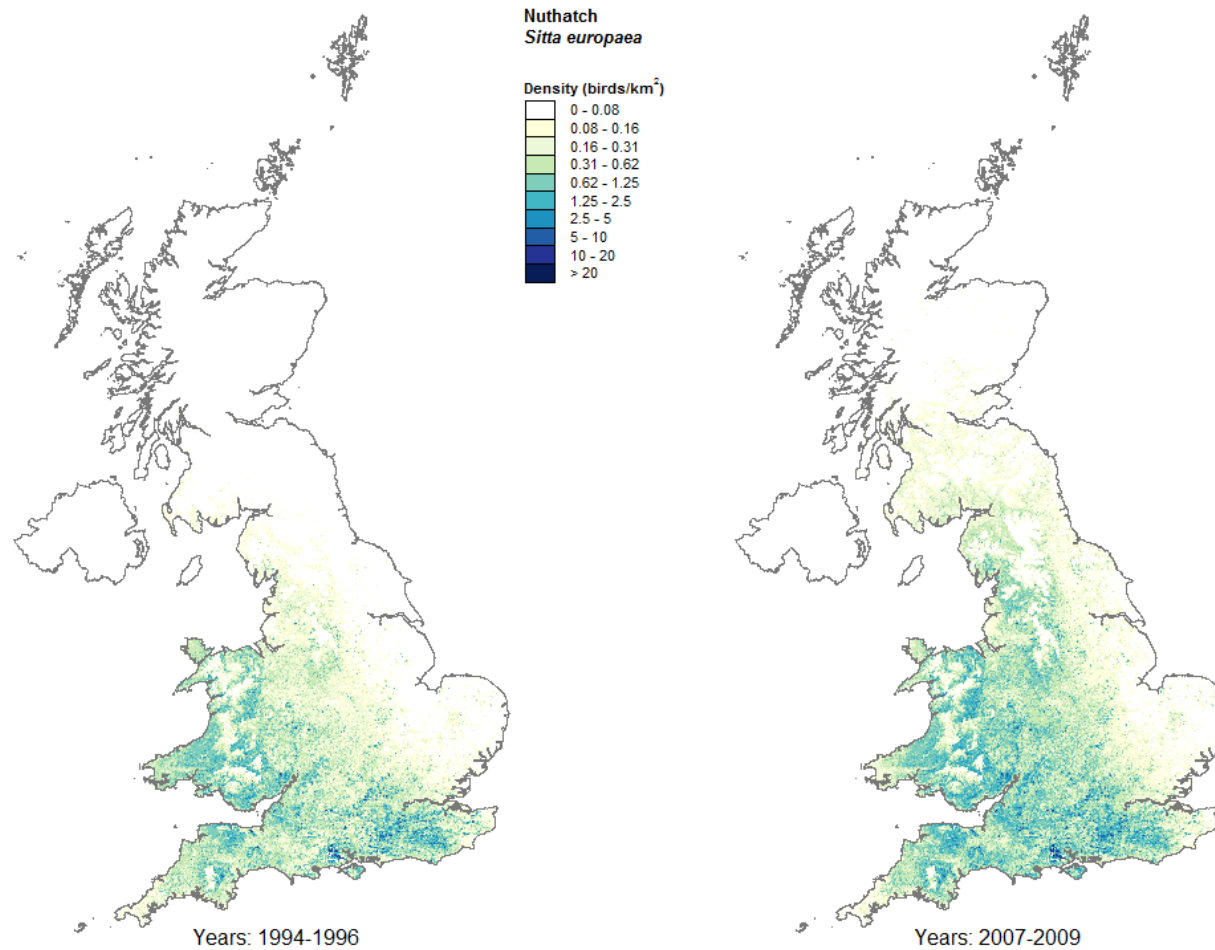 Nuthatch
Sitta europaea
Density (birds/km²)
0 - 0.08
0.08 - 0.16
0.16 - 0.31
0.31 - 0.62
0.62 - 1.25
1.25 - 2.5
2.5 - 5
5 - 10
10 - 20
> 20
Years: 1994-1996
Years: 2007-2009